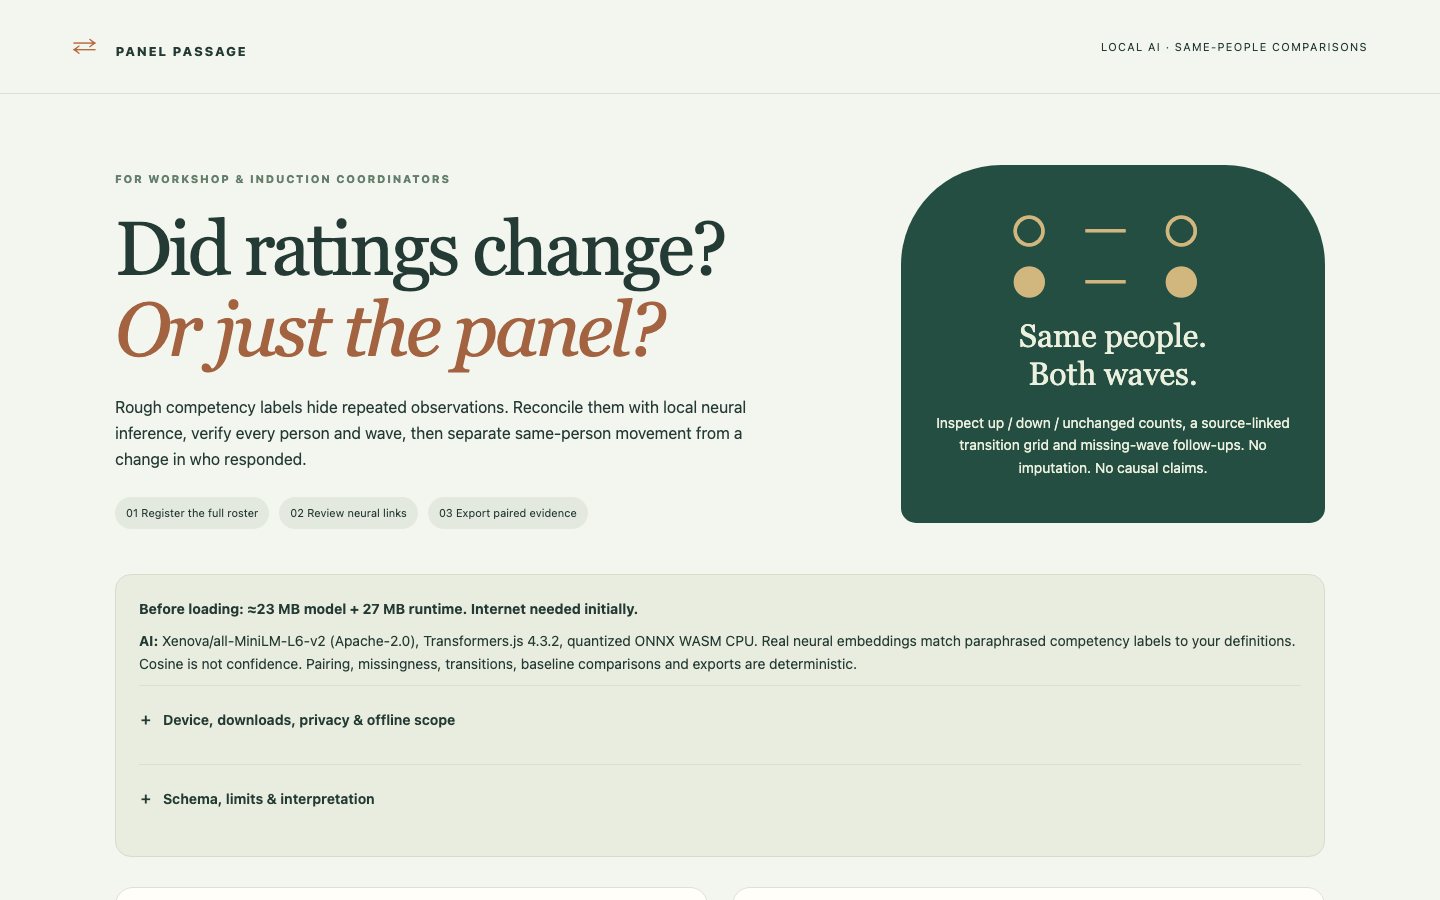 PANEL PASSAGE
LOCAL AI · SAME-PEOPLE COMPARISONS
FOR WORKSHOP & INDUCTION COORDINATORS
Did ratings change?
Or just the panel?
Rough competency labels hide repeated observations. Reconcile them with local neural
inference, verify every person and wave, then separate same-person movement from a
change in who responded.
01 Register the full roster
02 Review neural links
03 Export paired evidence
Same people.
Both waves.
Inspect up / down / unchanged counts, a source-linked
transition grid and missing-wave follow-ups. No
imputation. No causal claims.
Before loading: ≈23 MB model + 27 MB runtime. Internet needed initially.
AI: Xenova/all-MiniLM-L6-v2 (Apache-2.0), Transformers.js 4.3.2, quantized ONNX WASM CPU. Real neural embeddings match paraphrased competency labels to your definitions.
Cosine is not confidence. Pairing, missingness, transitions, baseline comparisons and exports are deterministic.
+ Device, downloads, privacy & offline scope
+ Schema, limits & interpretation